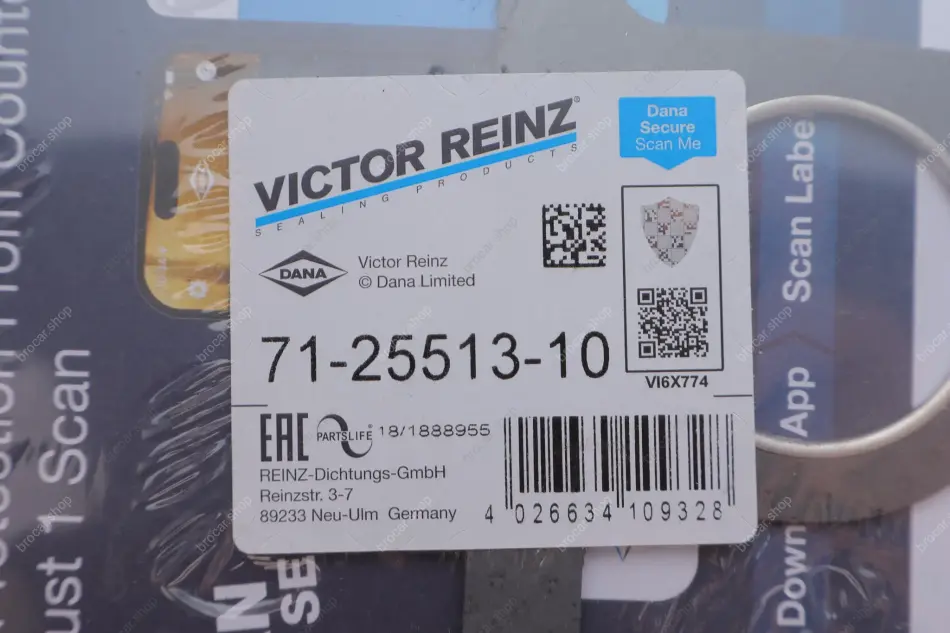 VICTOR REINZ®
SEALING PRODUCTS
Dana
Secure
Scan Me
DANA
Victor Reinz
© Dana Limited
71-25513-10
VI6X774
EAC
PARTSLIFE®
18/1888955
REINZ-Dichtungs-GmbH
Reinzstr. 3-7
89233 Neu-Ulm Germany
4 026634 109328
ust 1 Scan
Scan Labe
App
Down
brocar.shop